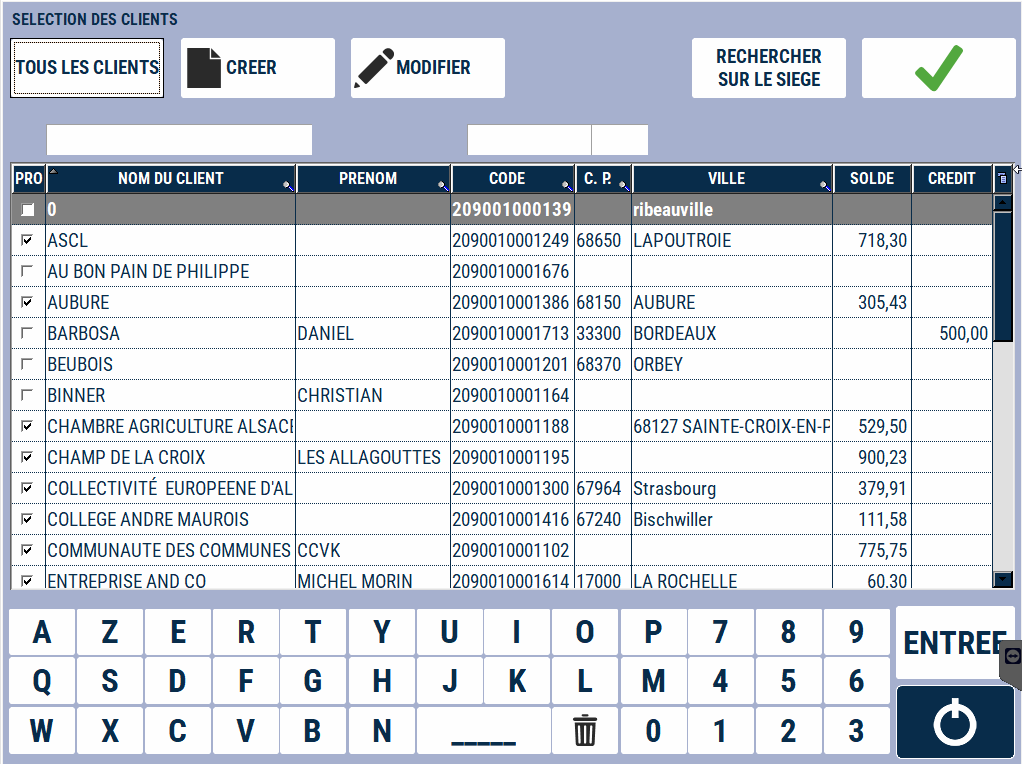 SELECTION DES CLIENTS
TOUS LES CLIENTS CREER MODIFIER RECHERCHER SUR LE SIEGE
PRO NOM DU CLIENT PRENOM CODE C. P. VILLE SOLDE CREDIT
0 209001000139 ribeauville
ASCL 2090010001249 68650 LAPOUTROIE 718,30
AU BON PAIN DE PHILIPPE 2090010001676
AUBURE 2090010001386 68150 AUBURE 305,43
BARBOSA DANIEL 2090010001713 33300 BORDEAUX 500,00
BEUBOIS 2090010001201 68370 ORBEY
BINNER CHRISTIAN 2090010001164
CHAMBRE AGRICULTURE ALSACE 2090010001188 68127 SAINTE-CROIX-EN-P 529,50
CHAMP DE LA CROIX LES ALLAGOUTTES 2090010001195 900,23
COLLECTIVITÉ EUROPEENE D'AL 2090010001300 67964 Strasbourg 379,91
COLLEGE ANDRE MAUROIS 2090010001416 67240 Bischwiller 111,58
COMMUNAUTE DES COMMUNES CCVK 2090010001102 775,75
ENTREPRISE AND CO MICHEL MORIN 2090010001614 17000 LA ROCHELLE 60,30
A Z E R T Y U I O P 7 8 9 ENTREE
Q S D F G H J K L M 4 5 6
W X C V B N _____ 0 1 2 3